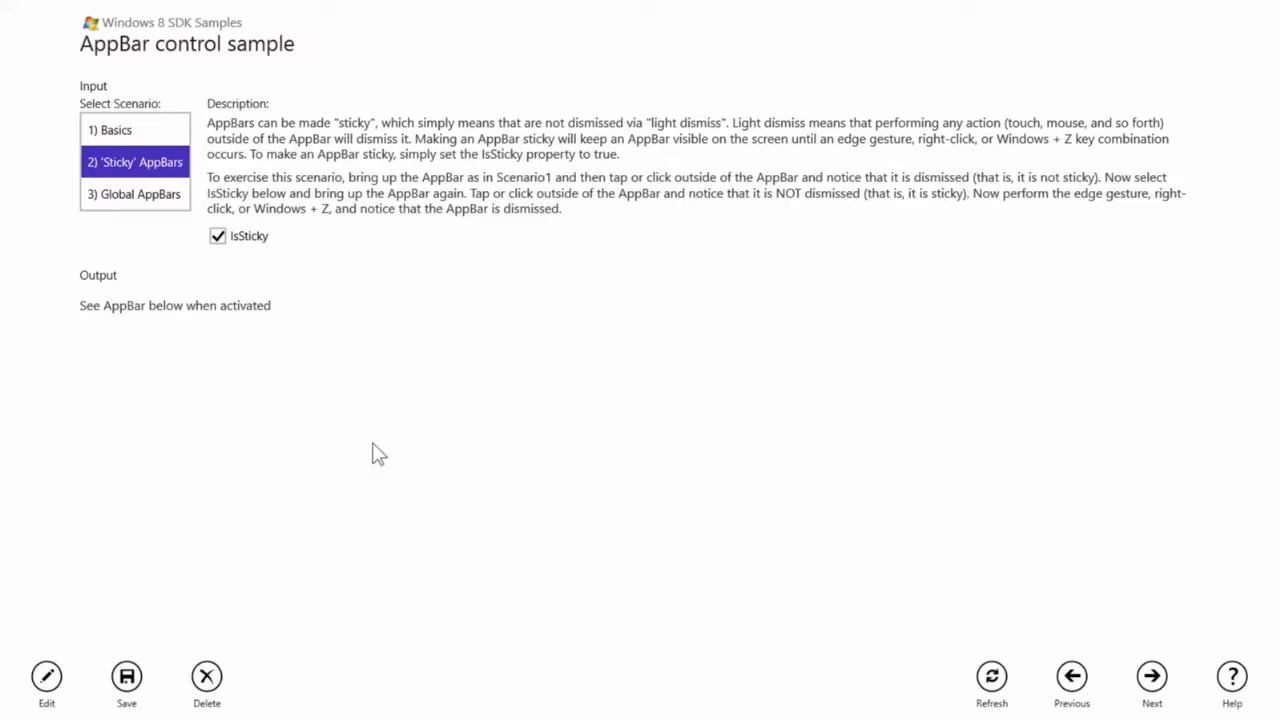 Windows 8 SDK Samples
AppBar control sample
Input
Select Scenario:
1) Basics
2) 'Sticky' AppBars
3) Global AppBars
Description:
AppBars can be made "sticky", which simply means that are not dismissed via "light dismiss". Light dismiss means that performing any action (touch, mouse, and so forth)
outside of the AppBar will dismiss it. Making an AppBar sticky will keep an AppBar visible on the screen until an edge gesture, right-click, or Windows + Z key combination
occurs. To make an AppBar sticky, simply set the IsSticky property to true.
To exercise this scenario, bring up the AppBar as in Scenario1 and then tap or click outside of the AppBar and notice that it is dismissed (that is, it is not sticky). Now select
IsSticky below and bring up the AppBar again. Tap or click outside of the AppBar and notice that it is NOT dismissed (that is, it is sticky). Now perform the edge gesture, right-
click, or Windows + Z, and notice that the AppBar is dismissed.
IsSticky
Output
See AppBar below when activated
Edit
Save
Delete
Refresh
Previous
Next
?
Help